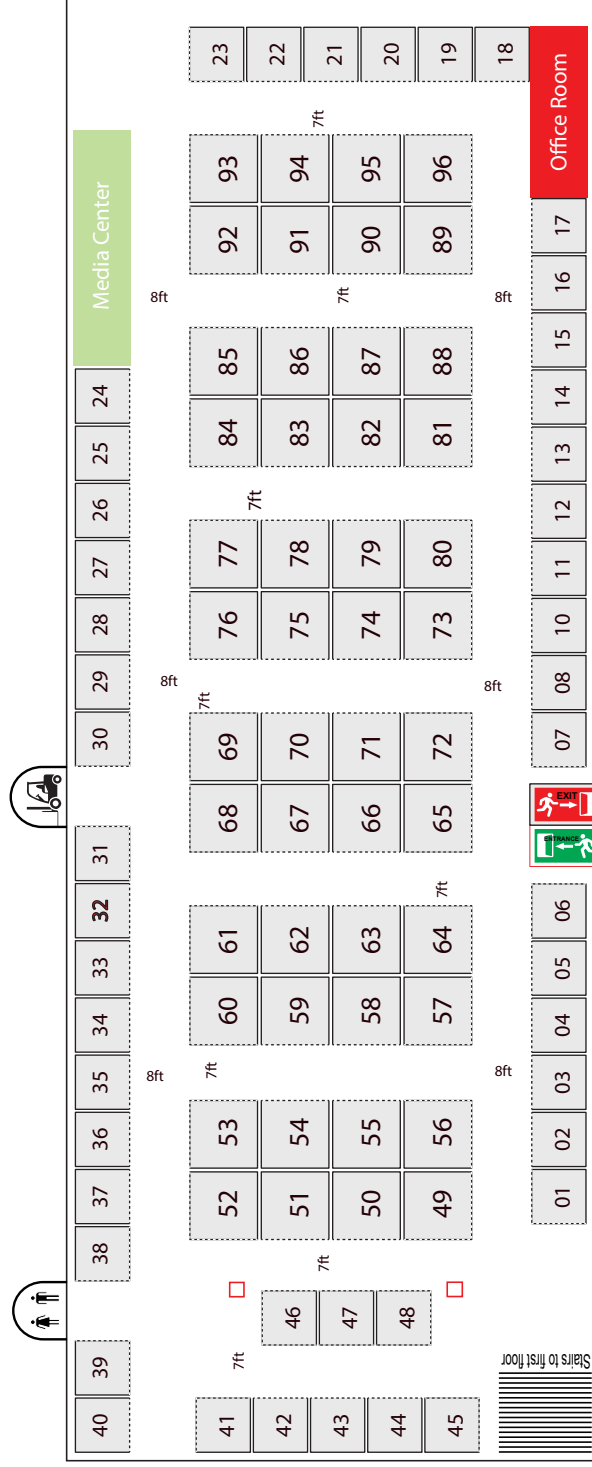 23 22 21 20 19 18
Office Room
7ft
Media Center
93 94 95 96
92 91 90 89
17
16
8ft 7ft 8ft
85 86 87 88
15
24
84 83 82 81
14
25
13
7ft
26
12
77 78 79 80
27
11
76 75 74 73
28
10
29
8ft 8ft
08
7ft
30
69 70 71 72
07
EXIT
68 67 66 65
ENTRANCE
31
7ft
32
06
61 62 63 64
33
05
60 59 58 57
34
04
35
8ft 7ft 8ft
03
53 54 55 56
36
02
52 51 50 49
37
01
38
7ft
46 47 48
39
7ft
Stairs to first floor
40
41 42 43 44 45